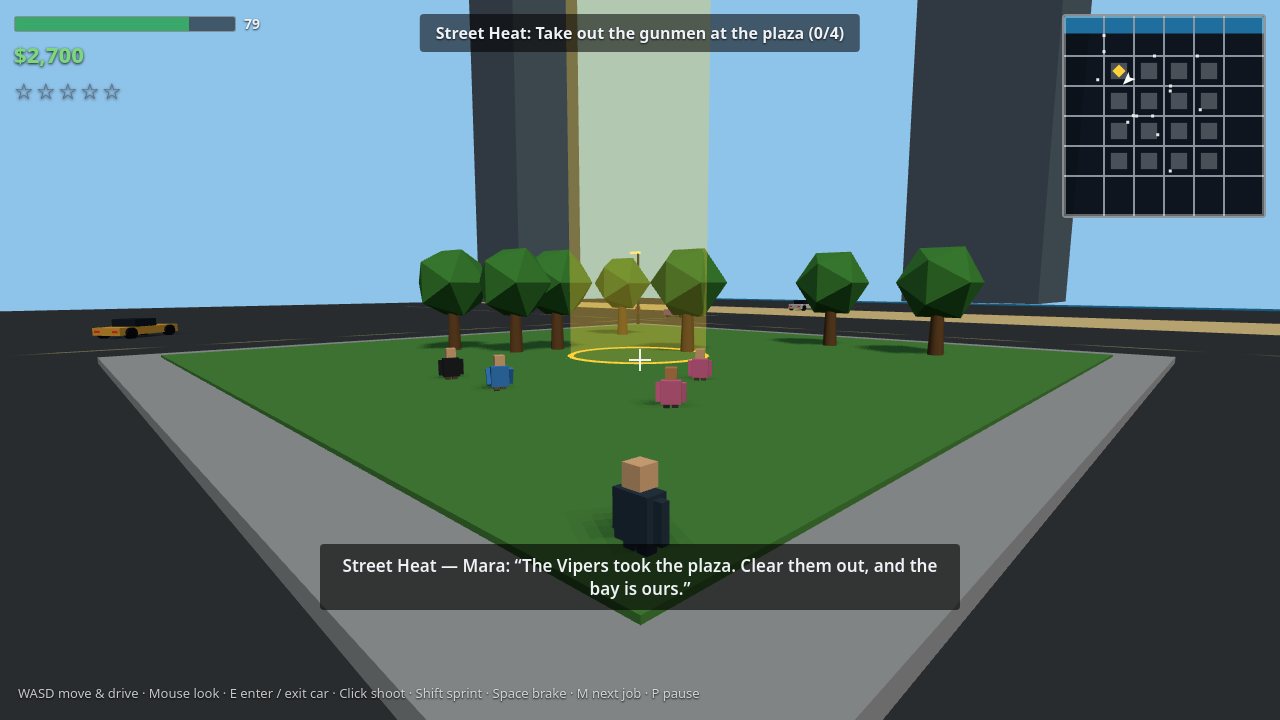 79
Street Heat: Take out the gunmen at the plaza (0/4)
$2,700
Street Heat — Mara: “The Vipers took the plaza. Clear them out, and the
bay is ours.”
WASD move & drive · Mouse look · E enter / exit car · Click shoot · Shift sprint · Space brake · M next job · P pause